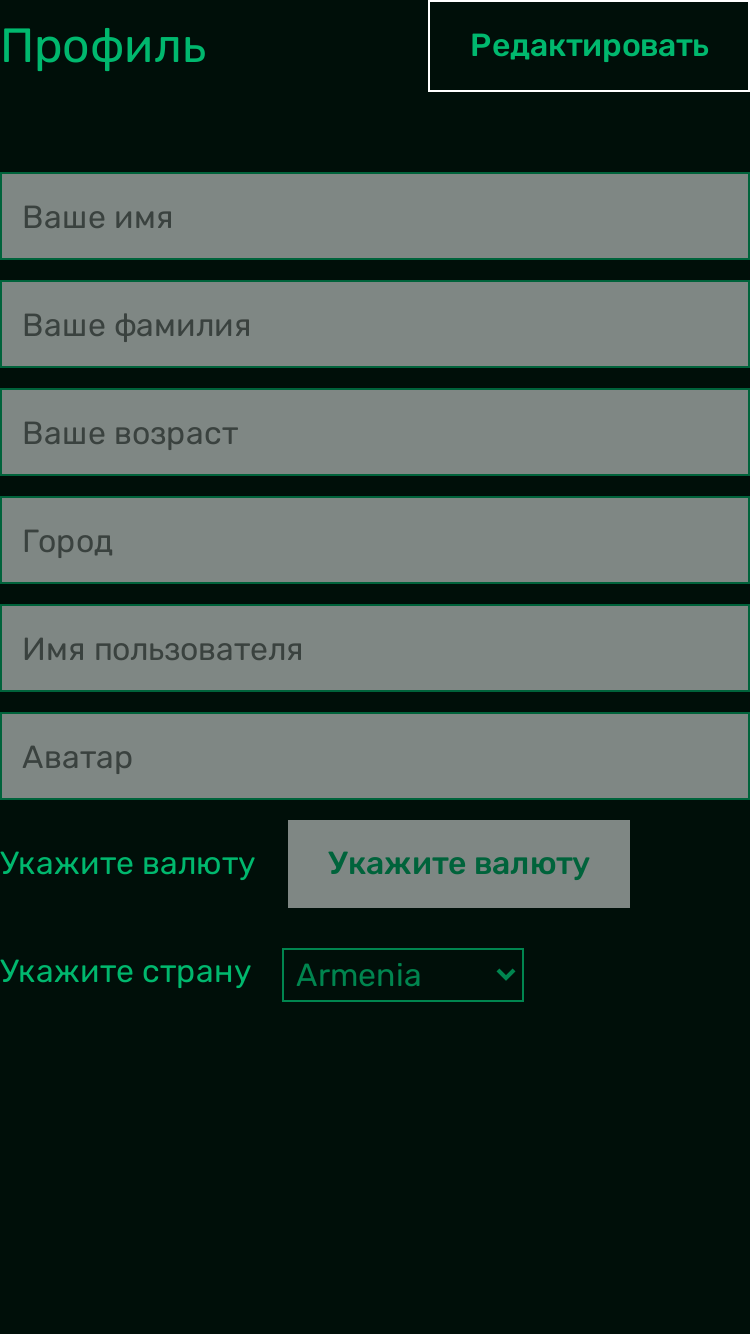 Профиль
Редактировать
Ваше имя
Ваше фамилия
Ваше возраст
Город
Имя пользователя
Аватар
Укажите валюту
Укажите валюту
Укажите страну
Armenia